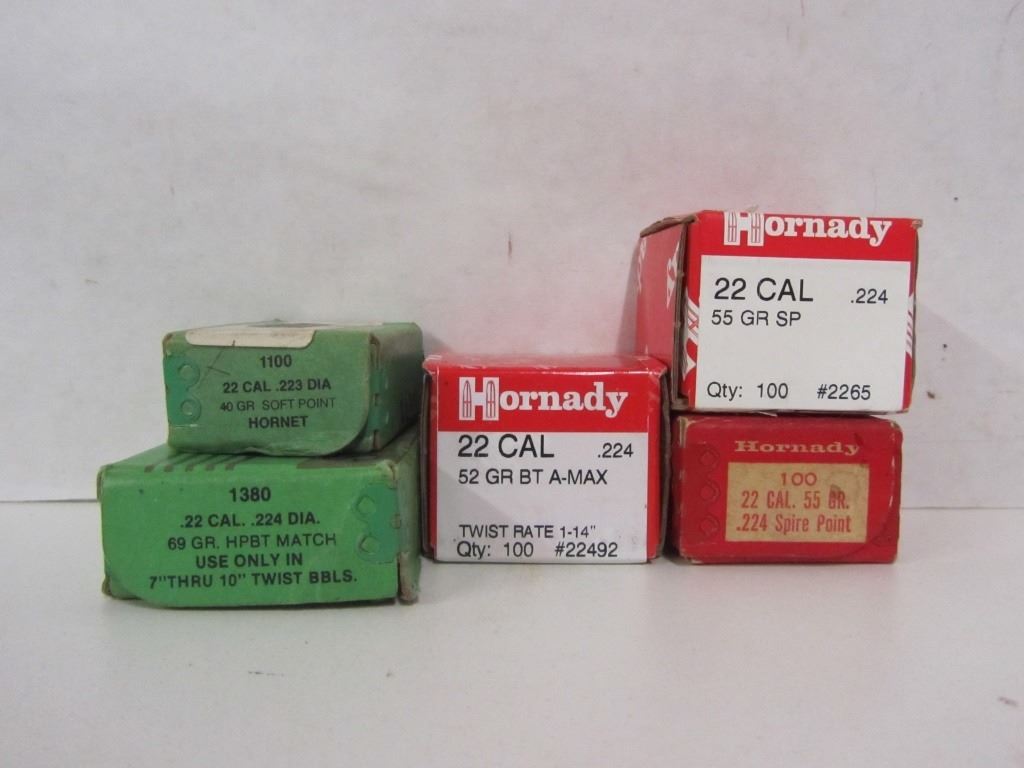 1100
22 CAL .223 DIA
40 GR SOFT POINT
HORNET
1380
.22 CAL. .224 DIA.
69 GR. HPBT MATCH
USE ONLY IN
7"THRU 10" TWIST BBLS.
Hornady
22 CAL .224
52 GR BT A-MAX
TWIST RATE 1-14"
Qty: 100 #22492
Hornady
22 CAL .224
55 GR SP
Qty: 100 #2265
Hornady
100
22 CAL. 55 GR.
.224 Spire Point